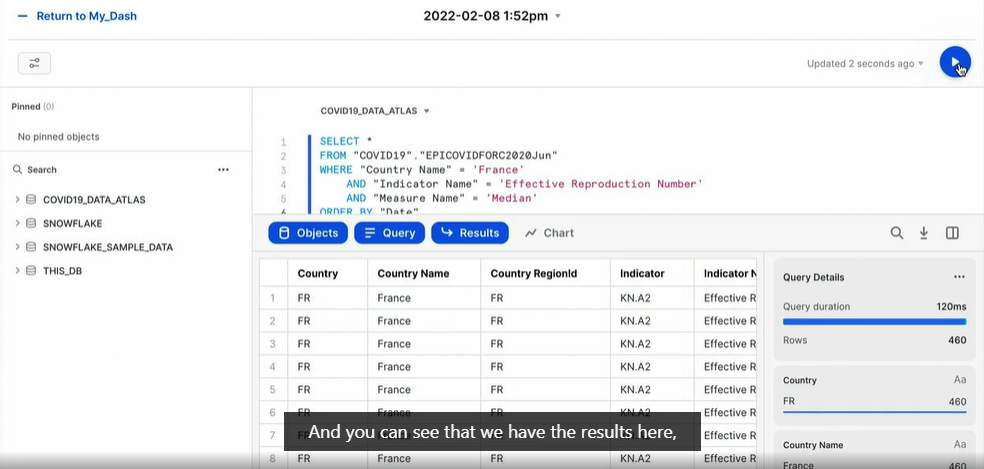 Return to My_Dash
2022-02-08 1:52pm
Updated 2 seconds ago
Pinned (0)
No pinned objects
Search
COVID19_DATA_ATLAS
SNOWFLAKE
SNOWFLAKE_SAMPLE_DATA
THIS_DB
COVID19_DATA_ATLAS
1 SELECT *
2 FROM "COVID19"."EPICOVIDFORC2020Jun"
3 WHERE "Country Name" = 'France'
4 AND "Indicator Name" = 'Effective Reproduction Number'
5 AND "Measure Name" = 'Median'
6 ORDER BY "Date"
Objects Query Results Chart
Country Country Name Country RegionId Indicator Indicator N
1 FR France FR KN.A2 Effective R
2 FR France FR KN.A2 Effective R
3 FR France FR KN.A2 Effective R
4 FR France FR KN.A2 Effective R
5 FR France FR KN.A2 Effective R
6 FR France FR KN.A2 Effective R
7 FR France FR KN.A2 Effective R
8 FR France FR KN.A2 Effective R
Query Details
Query duration 120ms
Rows 460
Country Aa
FR 460
Country Name Aa
France 460
And you can see that we have the results here,